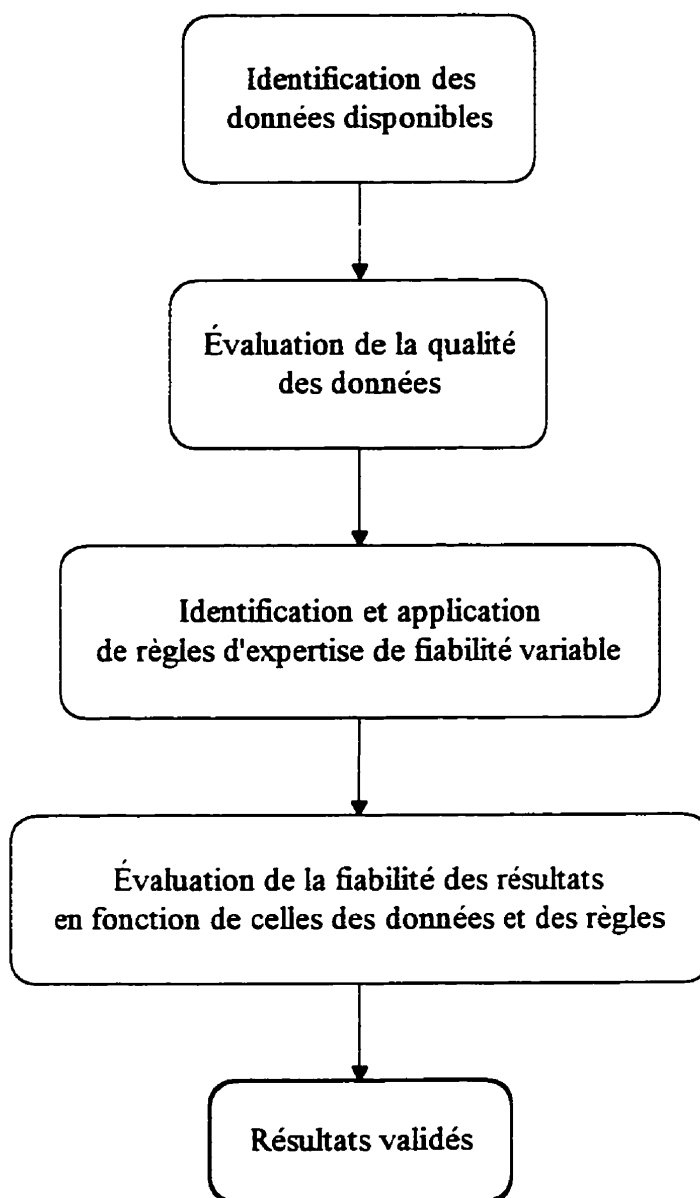 Identification des
données disponibles
Évaluation de la qualité
des données
Identification et application
de règles d'expertise de fiabilité variable
Évaluation de la fiabilité des résultats
en fonction de celles des données et des règles
Résultats validés